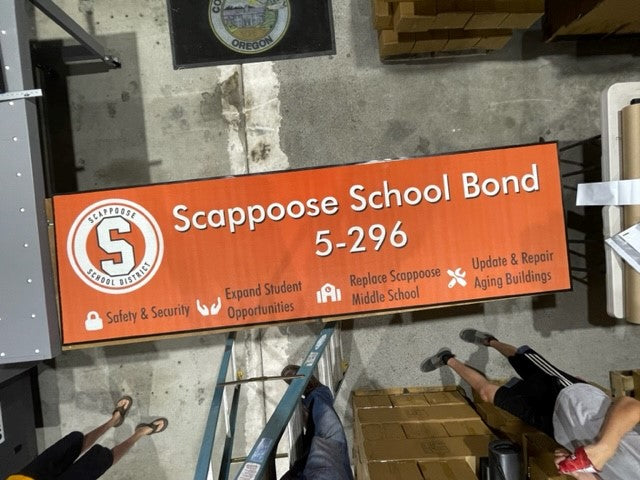 OREGON
Scappoose School Bond
5-296
SCAPPOOSE
S
SCHOOL DISTRICT
Safety & Security
Expand Student
Opportunities
Replace Scappoose
Middle School
Update & Repair
Aging Buildings